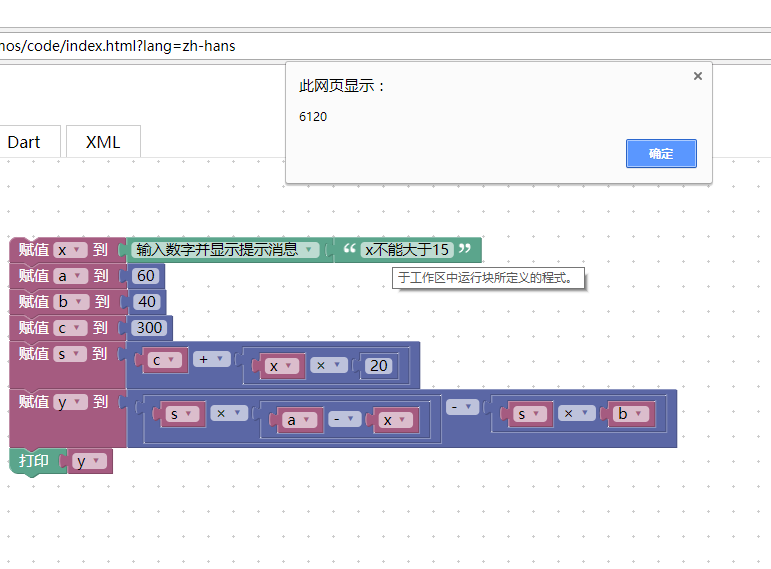 nos/code/index.html?lang=zh-hans
此网页显示：
6120
确定
Dart XML
赋值 x 到 输入数字并显示提示消息 “ x不能大于15 ”
于工作区中运行块所定义的程式。
赋值 a 到 60
赋值 b 到 40
赋值 c 到 300
赋值 s 到 c + x × 20
赋值 y 到 s × a - x - s × b
打印 y